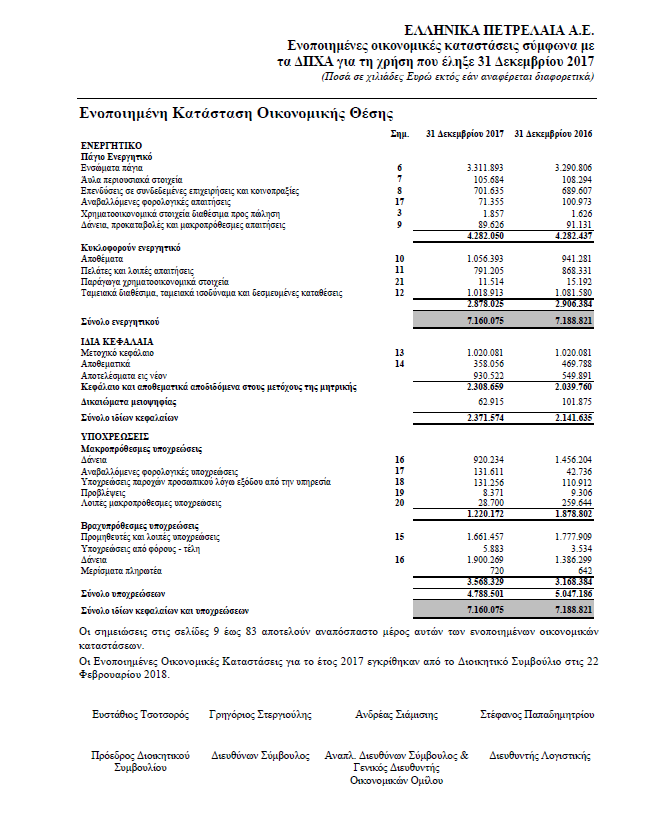 ΕΛΛΗΝΙΚΑ ΠΕΤΡΕΛΑΙΑ Α.Ε.
Ενοποιημένες οικονομικές καταστάσεις σύμφωνα με
τα ΔΠΧΑ για τη χρήση που έληξε 31 Δεκεμβρίου 2017
(Ποσά σε χιλιάδες Ευρώ εκτός εάν αναφέρεται διαφορετικά)
Ενοποιημένη Κατάσταση Οικονομικής Θέσης
Σημ. 31 Δεκεμβρίου 2017 31 Δεκεμβρίου 2016
ΕΝΕΡΓΗΤΙΚΟ
Πάγιο Ενεργητικό
Ενσώματα πάγια 6 3.311.893 3.290.806
Άυλα περιουσιακά στοιχεία 7 105.684 108.294
Επενδύσεις σε συνδεδεμένες επιχειρήσεις και κοινοπραξίες 8 701.635 689.607
Αναβαλλόμενες φορολογικές απαιτήσεις 17 71.355 100.973
Χρηματοοικονομικά στοιχεία διαθέσιμα προς πώληση 3 1.857 1.626
Δάνεια, προκαταβολές και μακροπρόθεσμες απαιτήσεις 9 89.626 91.131
4.282.050 4.282.437
Κυκλοφορούν ενεργητικό
Αποθέματα 10 1.056.393 941.281
Πελάτες και λοιπές απαιτήσεις 11 791.205 868.331
Παράγωγα χρηματοοικονομικά στοιχεία 21 11.514 15.192
Ταμειακά διαθέσιμα, ταμειακά ισοδύναμα και δεσμευμένες καταθέσεις 12 1.018.913 1.081.580
2.878.025 2.906.384
Σύνολο ενεργητικού 7.160.075 7.188.821
ΙΔΙΑ ΚΕΦΑΛΑΙΑ
Μετοχικό κεφάλαιο 13 1.020.081 1.020.081
Αποθεματικά 14 358.056 469.788
Αποτελέσματα εις νέον 930.522 549.891
Κεφάλαιο και αποθεματικά αποδιδόμενα στους μετόχους της μητρικής 2.308.659 2.039.760
Δικαιώματα μειοψηφίας 62.915 101.875
Σύνολο ιδίων κεφαλαίων 2.371.574 2.141.635
ΥΠΟΧΡΕΩΣΕΙΣ
Μακροπρόθεσμες υποχρεώσεις
Δάνεια 16 920.234 1.456.204
Αναβαλλόμενες φορολογικές υποχρεώσεις 17 131.611 42.736
Υποχρεώσεις παροχών προσωπικού λόγω εξόδου από την υπηρεσία 18 131.256 110.912
Προβλέψεις 19 8.371 9.306
Λοιπές μακροπρόθεσμες υποχρεώσεις 20 28.700 259.644
1.220.172 1.878.802
Βραχυπρόθεσμες υποχρεώσεις
Προμηθευτές και λοιπές υποχρεώσεις 15 1.661.457 1.777.909
Υποχρεώσεις από φόρους - τέλη 5.883 3.534
Δάνεια 16 1.900.269 1.386.299
Μερίσματα πληρωτέα 720 642
3.568.329 3.168.384
Σύνολο υποχρεώσεων 4.788.501 5.047.186
Σύνολο ιδίων κεφαλαίων και υποχρεώσεων 7.160.075 7.188.821
Οι σημειώσεις στις σελίδες 9 έως 83 αποτελούν αναπόσπαστο μέρος αυτών των ενοποιημένων οικονομικών
καταστάσεων.
Οι Ενοποιημένες Οικονομικές Καταστάσεις για το έτος 2017 εγκρίθηκαν από το Διοικητικό Συμβούλιο στις 22
Φεβρουαρίου 2018.
Ευστάθιος Τσοτσορός Γρηγόριος Στεργιούλης Ανδρέας Σιάμισιης Στέφανος Παπαδημητρίου
Πρόεδρος Διοικητικού Διευθύνων Σύμβουλος Αναπλ. Διευθύνων Σύμβουλος & Διευθυντής Λογιστικής
Συμβουλίου Γενικός Διευθυντής
Οικονομικών Ομίλου